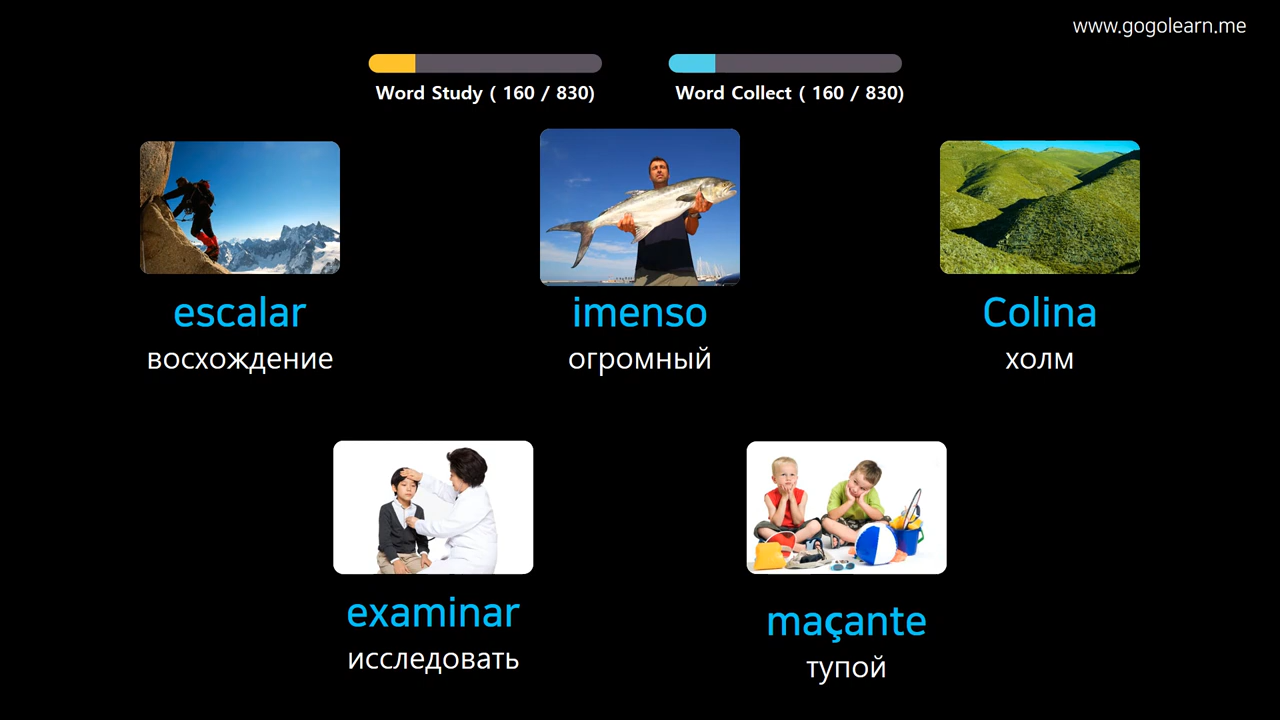 www.gogolearn.me
Word Study ( 160 / 830)
Word Collect ( 160 / 830)
escalar
восхождение
imenso
огромный
Colina
холм
examinar
исследовать
maçante
тупой